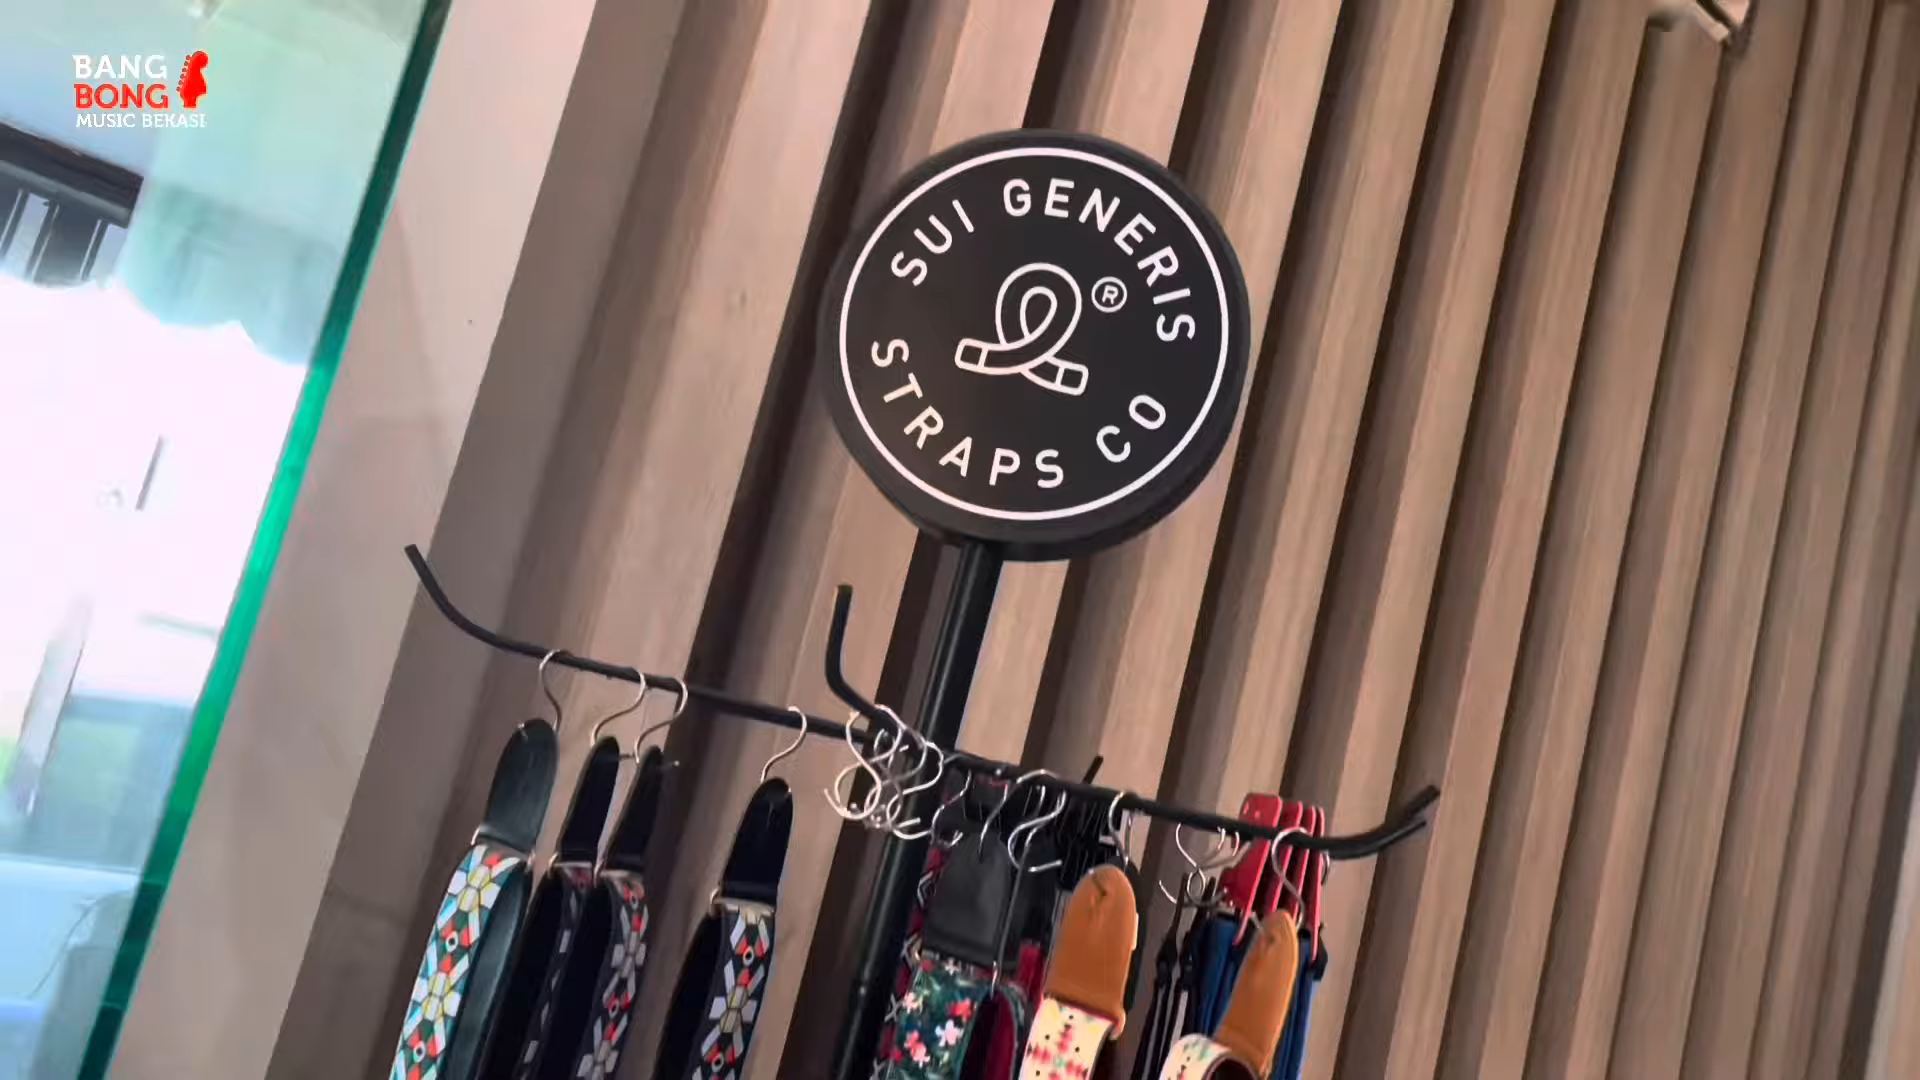 BANG
BONG
MUSIC BEKASI
SUI GENERIS
®
STRAPS CO